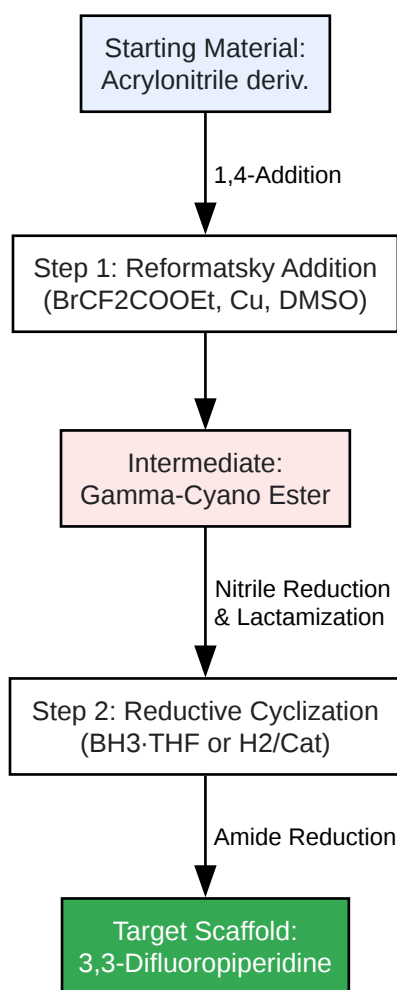 Starting Material:
Acrylonitrile deriv.
1,4-Addition
Step 1: Reformatsky Addition
(BrCF2COOEt, Cu, DMSO)
Intermediate:
Gamma-Cyano Ester
Nitrile Reduction
& Lactamization
Step 2: Reductive Cyclization
(BH3·THF or H2/Cat)
Amide Reduction
Target Scaffold:
3,3-Difluoropiperidine